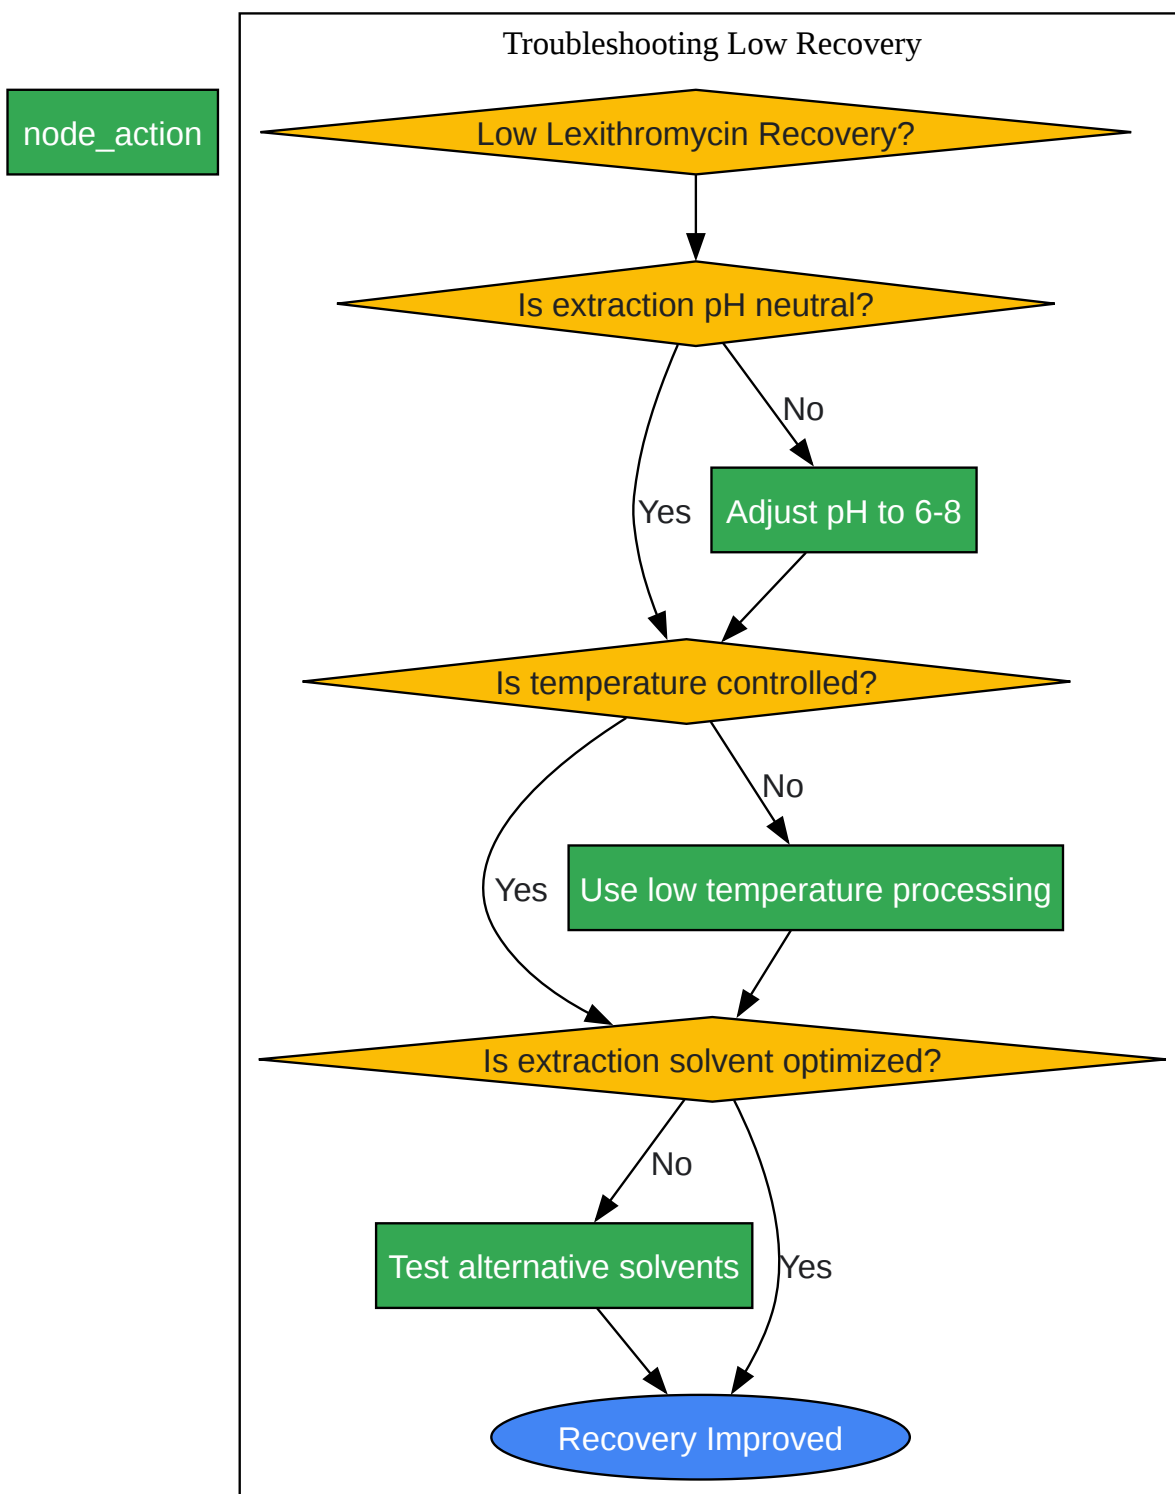 Troubleshooting Low Recovery
node_action
Low Lexithromycin Recovery?
Is extraction pH neutral?
No
Yes
Adjust pH to 6-8
Is temperature controlled?
No
Yes
Use low temperature processing
Is extraction solvent optimized?
No
Test alternative solvents
Yes
Recovery Improved